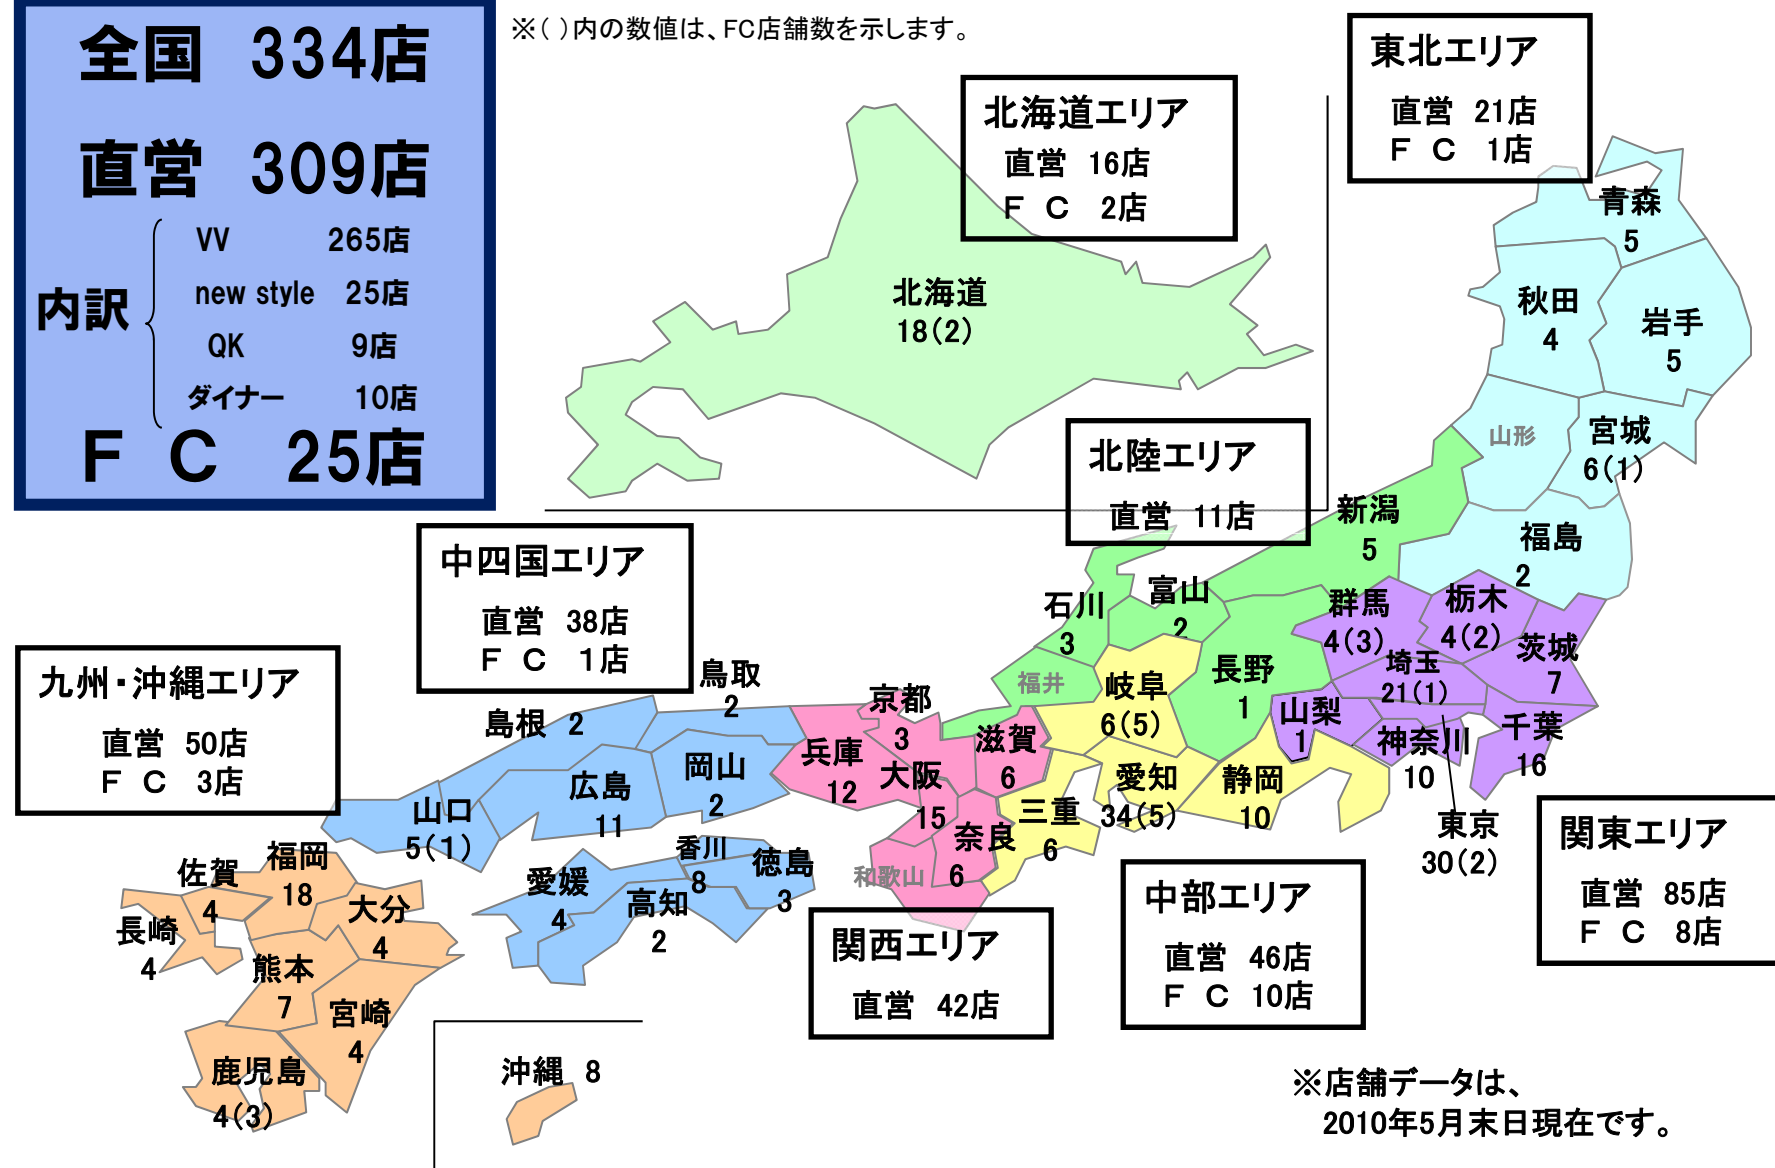 全国 334店
直営 309店
内訳
VV 265店
new style 25店
QK 9店
ダイナー 10店
FC 25店
※( )内の数値は、FC店舗数を示します。
北海道エリア
直営 16店
FC 2店
東北エリア
直営 21店
FC 1店
北海道
18(2)
青森
5
秋田
4
岩手
5
山形
宮城
6(1)
福島
2
北陸エリア
直営 11店
新潟
5
富山
2
石川
3
福井
長野
1
群馬
4(3)
栃木
4(2)
茨城
7
埼玉
21(1)
山梨
1
神奈川
10
千葉
16
東京
30(2)
関東エリア
直営 85店
FC 8店
岐阜
6(5)
愛知
34(5)
静岡
10
三重
6
中部エリア
直営 46店
FC 10店
京都
3
滋賀
6
兵庫
12
大阪
15
奈良
6
和歌山
関西エリア
直営 42店
中四国エリア
直営 38店
FC 1店
鳥取
2
島根 2
岡山
2
広島
11
山口
5(1)
香川
8
徳島
3
愛媛
4
高知
2
九州・沖縄エリア
直営 50店
FC 3店
福岡
18
佐賀
4
長崎
4
大分
4
熊本
7
宮崎
4
鹿児島
4(3)
沖縄 8
※店舗データは、
2010年5月末日現在です。